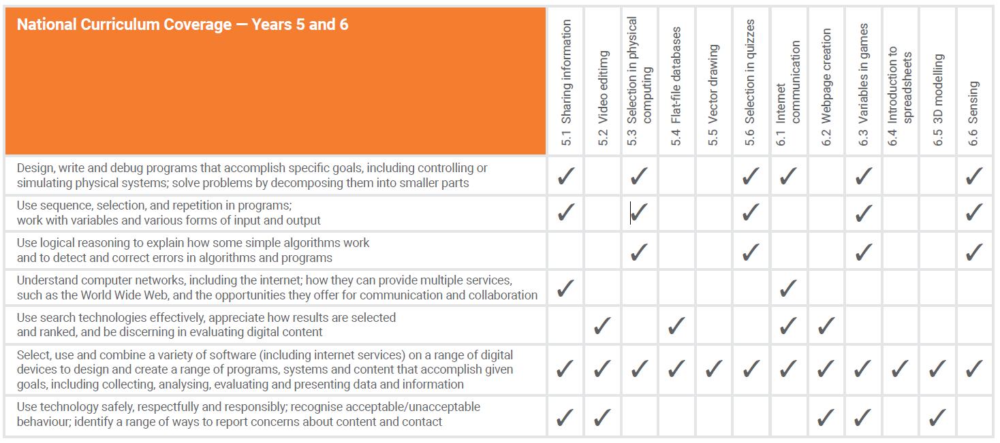 National Curriculum Coverage — Years 5 and 6
5.1 Sharing information
5.2 Video editimg
5.3 Selection in physical
computing
5.4 Flat-file databases
5.5 Vector drawing
5.6 Selection in quizzes
6.1 Internet
communication
6.2 Webpage creation
6.3 Variables in games
6.4 Introduction to
spreadsheets
6.5 3D modelling
6.6 Sensing
Design, write and debug programs that accomplish specific goals, including controlling or
simulating physical systems; solve problems by decomposing them into smaller parts
✓ ✓ ✓ ✓ ✓ ✓
Use sequence, selection, and repetition in programs;
work with variables and various forms of input and output
✓ ✓ ✓ ✓ ✓
Use logical reasoning to explain how some simple algorithms work
and to detect and correct errors in algorithms and programs
✓ ✓ ✓ ✓
Understand computer networks, including the internet; how they can provide multiple services,
such as the World Wide Web, and the opportunities they offer for communication and collaboration
✓ ✓
Use search technologies effectively, appreciate how results are selected
and ranked, and be discerning in evaluating digital content
✓ ✓ ✓ ✓
Select, use and combine a variety of software (including internet services) on a range of digital
devices to design and create a range of programs, systems and content that accomplish given
goals, including collecting, analysing, evaluating and presenting data and information
✓ ✓ ✓ ✓ ✓ ✓ ✓ ✓ ✓ ✓ ✓ ✓
Use technology safely, respectfully and responsibly; recognise acceptable/unacceptable
behaviour; identify a range of ways to report concerns about content and contact
✓ ✓ ✓ ✓ ✓